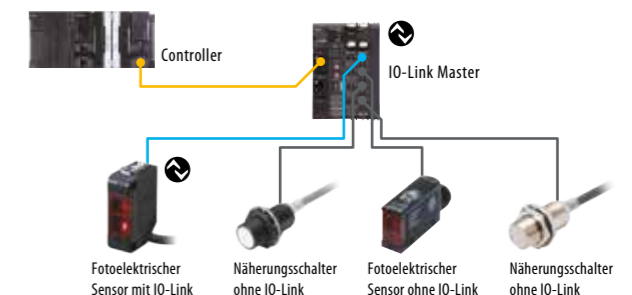 Controller
IO-Link Master
Fotoelektrischer
Sensor mit IO-Link
Näherungsschalter
ohne IO-Link
Fotoelektrischer
Sensor ohne IO-Link
Näherungsschalter
ohne IO-Link